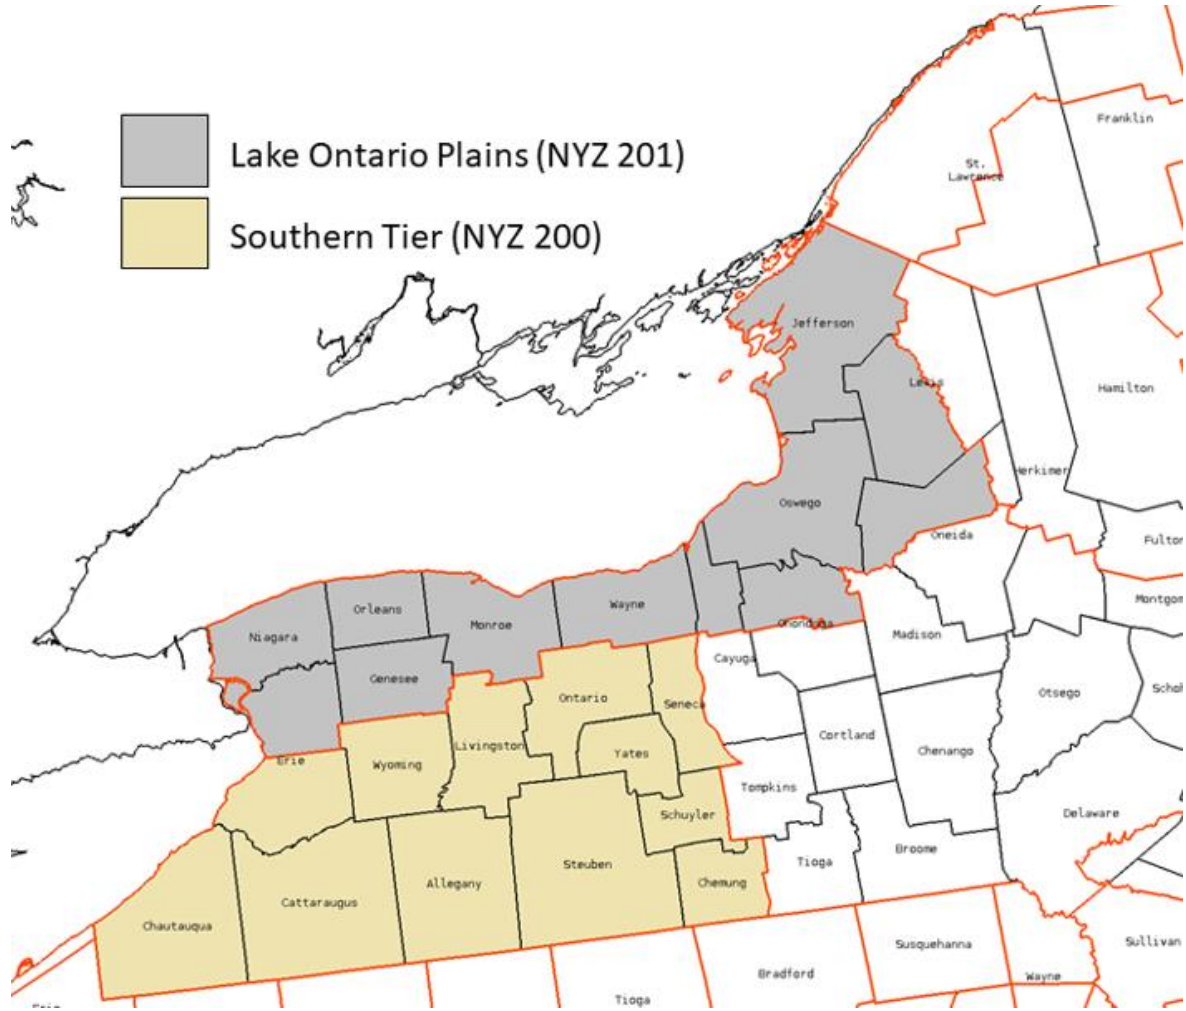 Lake Ontario Plains (NYZ 201)
Southern Tier (NYZ 200)
Franklin
St.
Lawrence
Jefferson
Lewis
Hamilton
Herkimer
Oswego
Oneida
Fulton
Montgom
Orleans
Wayne
Niagara
Monroe
Onondaga
Madison
Genesee
Cayuga
Ontario
Seneca
Otsego
Schoh
Livingston
Yates
Cortland
Chenango
Erie
Wyoming
Tompkins
Schuyler
Delaware
Steuben
Tioga
Broome
Allegany
Chemung
Cattaraugus
Chautauqua
Susquehanna
Sullivan
Bradford
Wayne
Tioga